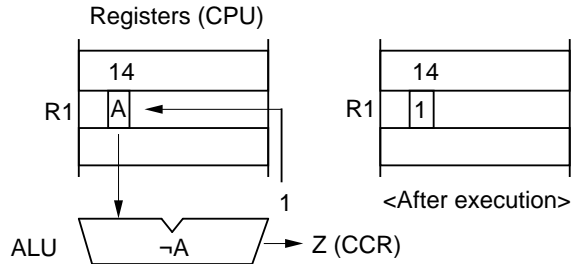 Registers (CPU)
14 14
R1 A R1 1
1
<After execution>
ALU ¬A Z (CCR)